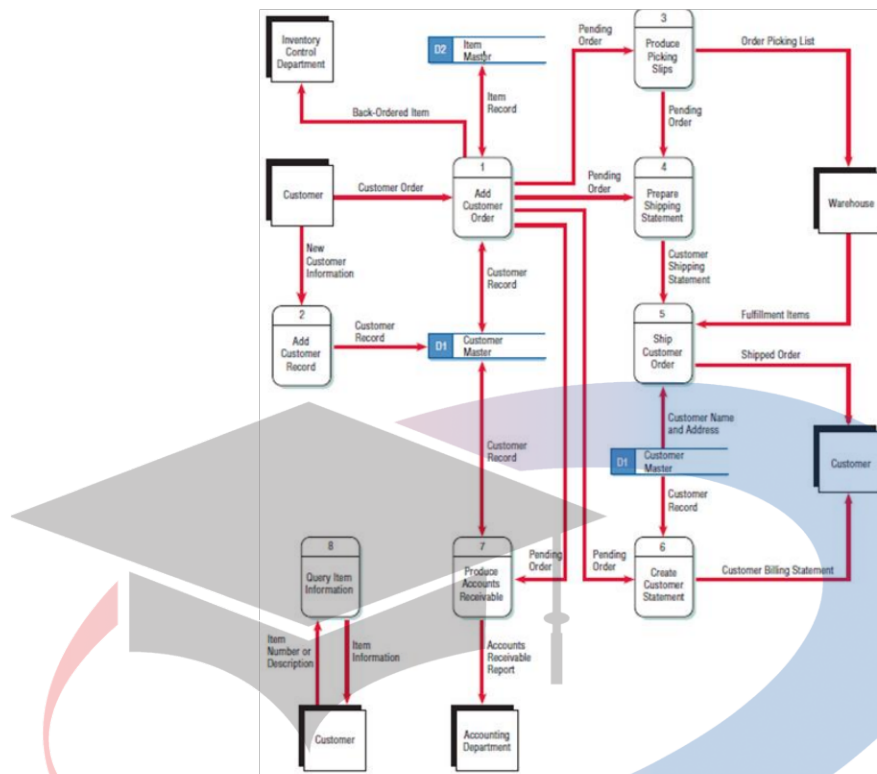 3
Produce
Picking
Slips
Pending
Order
Order Picking List
Inventory
Control
Department
D2
Item
Master
Item
Record
Back-Ordered Item
Pending
Order
1
Add
Customer
Order
Customer
Customer Order
Pending
Order
4
Prepare
Shipping
Statement
Warehouse
New
Customer
Information
Customer
Record
Customer
Shipping
Statement
2
Add
Customer
Record
Customer
Record
D1
Customer
Master
5
Ship
Customer
Order
Fulfillment Items
Shipped Order
Customer Name
and Address
Customer
Record
D1
Customer
Master
Customer
Customer
Record
8
Query Item
Information
7
Produce
Accounts
Receivable
Pending
Order
Pending
Order
6
Create
Customer
Statement
Customer Billing Statement
Item
Number or
Description
Item
Information
Accounts
Receivable
Report
Customer
Accounting
Department